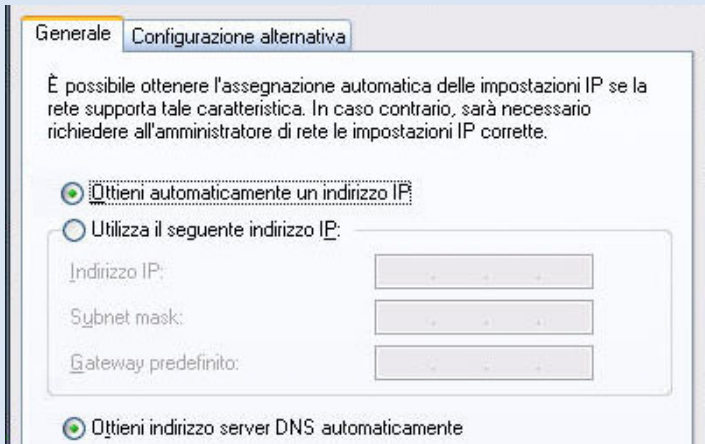 Generale
Configurazione alternativa
È possibile ottenere l'assegnazione automatica delle impostazioni IP se la
rete supporta tale caratteristica. In caso contrario, sarà necessario
richiedere all'amministratore di rete le impostazioni IP corrette.
Ottieni automaticamente un indirizzo IP
Utilizza il seguente indirizzo IP:
Indirizzo IP:
Subnet mask:
Gateway predefinito:
Ottieni indirizzo server DNS automaticamente